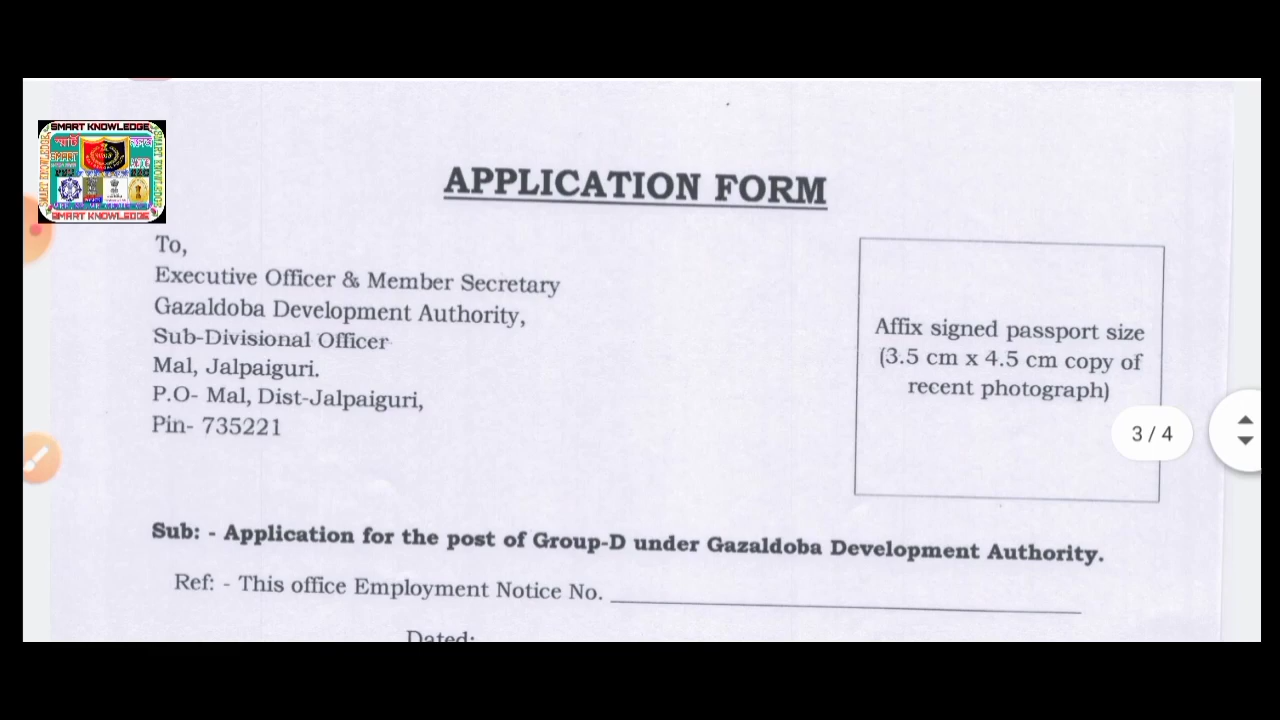 SMART KNOWLEDGE
SMART KNOWLEDGE
APPLICATION FORM
To,
Executive Officer & Member Secretary
Gazaldoba Development Authority,
Sub-Divisional Officer
Mal, Jalpaiguri.
P.O- Mal, Dist-Jalpaiguri,
Pin- 735221
Affix signed passport size
(3.5 cm x 4.5 cm copy of
recent photograph)
3 / 4
Sub: - Application for the post of Group-D under Gazaldoba Development Authority.
Ref: - This office Employment Notice No.
Dated: